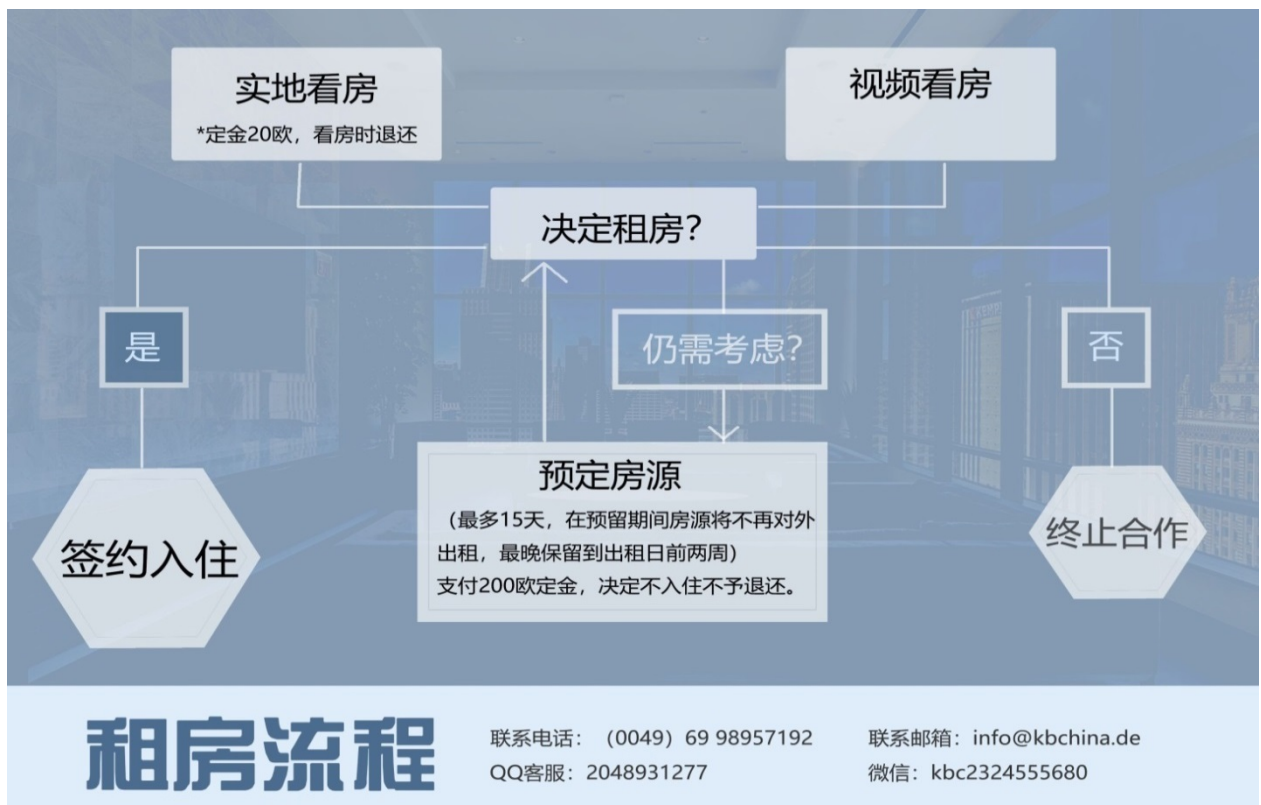 实地看房
*定金20欧，看房时退还
视频看房
决定租房？
是
仍需考虑？
否
预定房源
（最多15天，在预留期间房源将不再对外
出租，最晚保留到出租日前两周）
支付200欧定金，决定不入住不予退还。
签约入住
终止合作
租房流程
联系电话：（0049）69 98957192
联系邮箱：info@kbchina.de
QQ客服：2048931277
微信：kbc2324555680